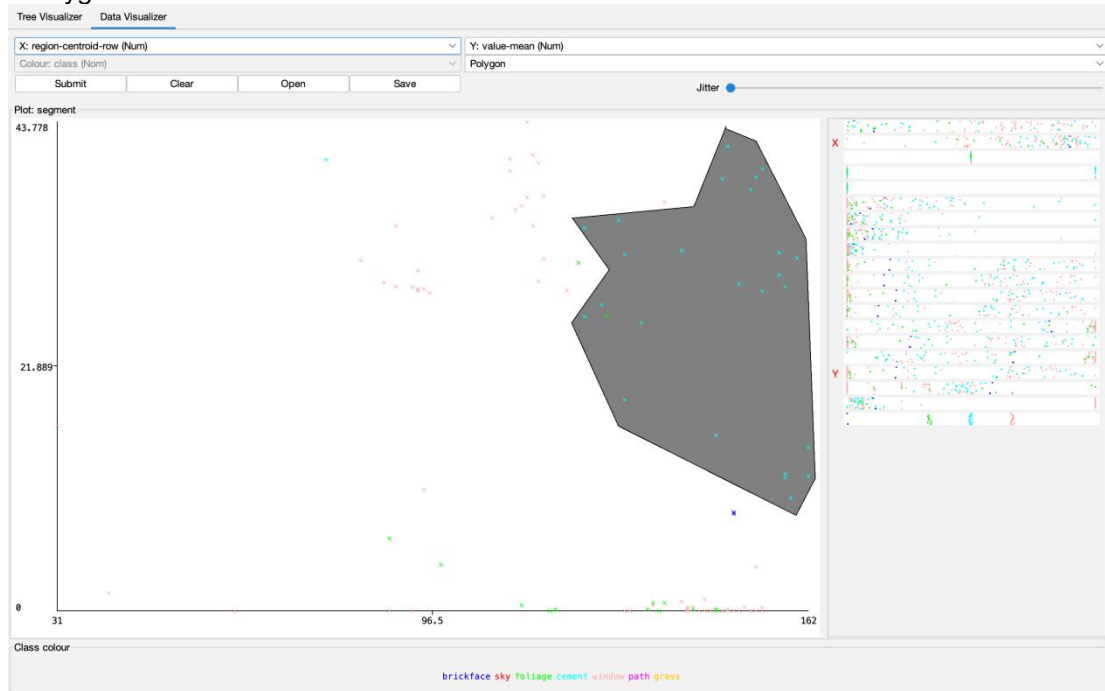 Tree Visualizer Data Visualizer
X: region-centroid-row (Num) Y: value-mean (Num)
Colour: class (Nom) Polygon
Submit Clear Open Save Jitter
Plot: segment
43.778
X
21.889
Y
0
31 96.5 162
Class colour
brickface sky foliage cement window path grass